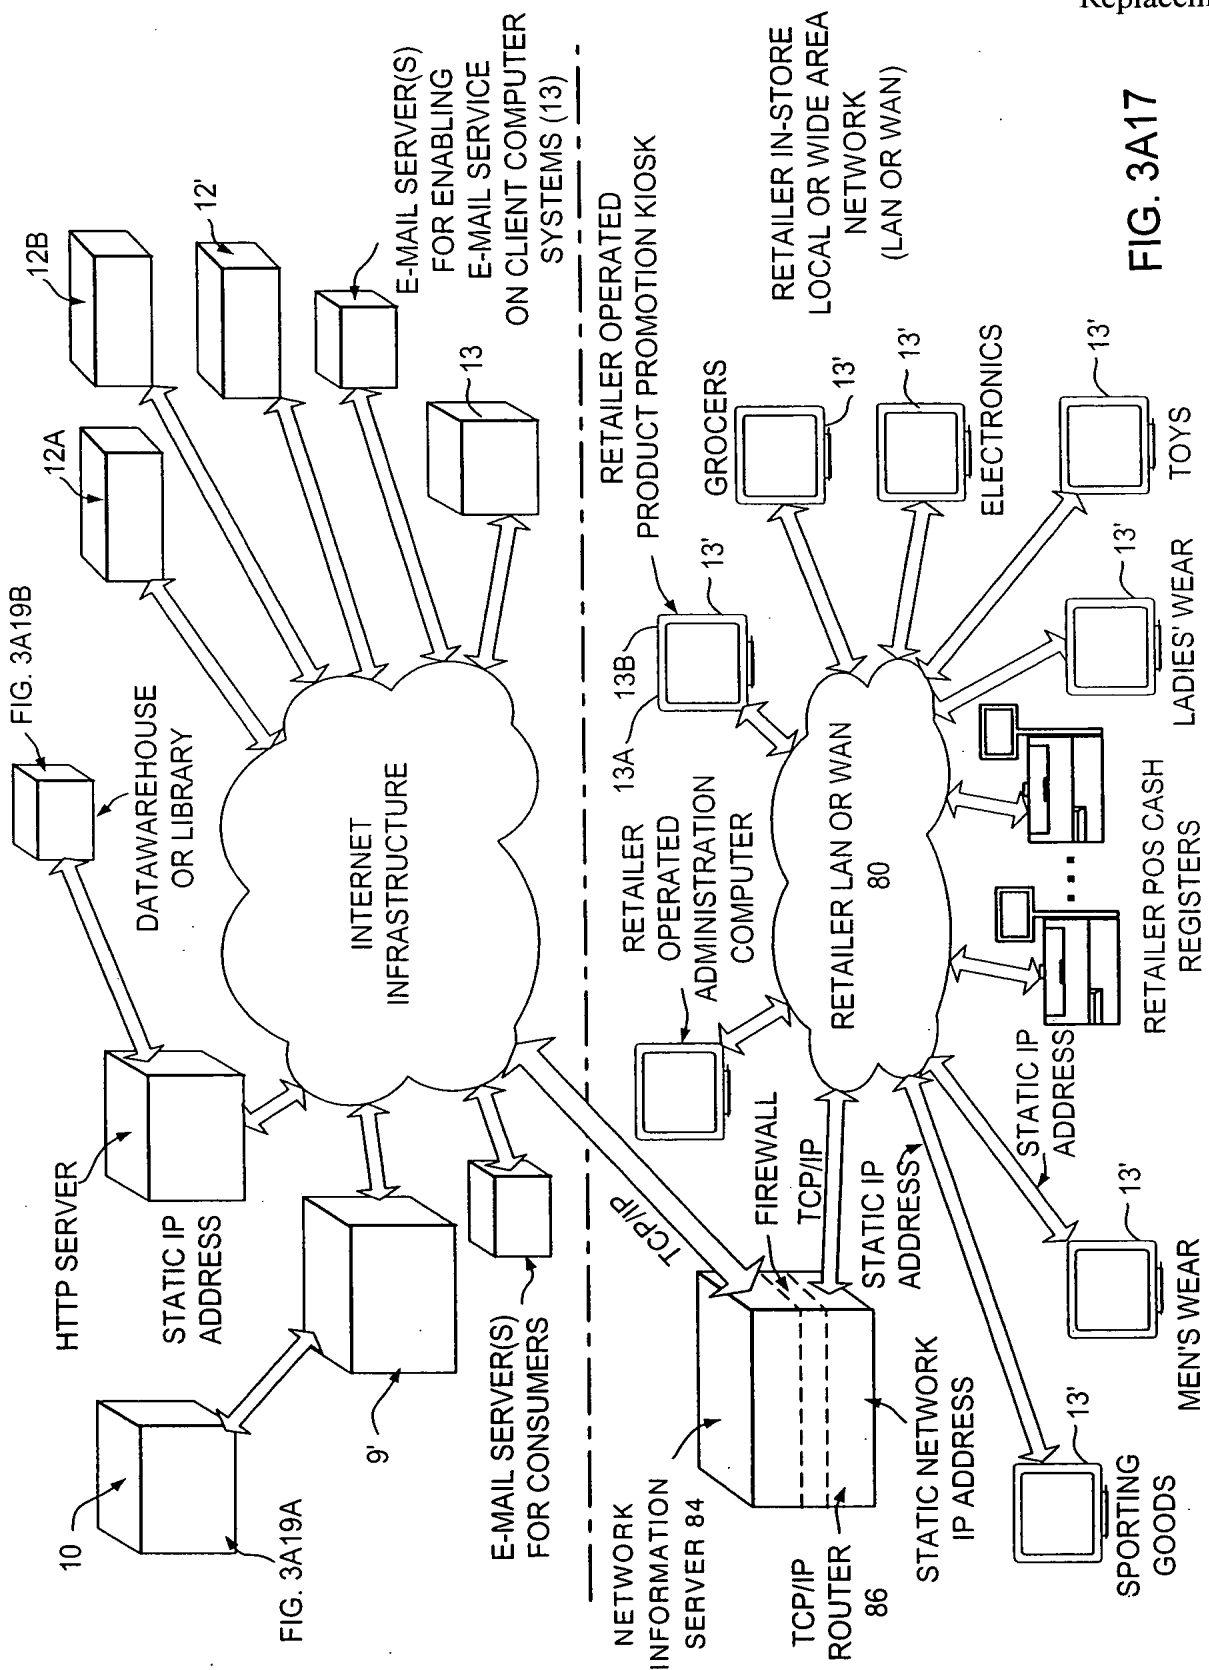 Replacem
FIG. 3A19B
DATAWAREHOUSE
OR LIBRARY
12A
12B
12'
E-MAIL SERVER(S)
FOR ENABLING
E-MAIL SERVICE
ON CLIENT COMPUTER
SYSTEMS (13)
13
HTTP SERVER
STATIC IP
ADDRESS
INTERNET
INFRASTRUCTURE
10
FIG. 3A19A
9'
E-MAIL SERVER(S)
FOR CONSUMERS
TCP/IP
NETWORK
INFORMATION
SERVER 84
TCP/IP
ROUTER
86
STATIC NETWORK
IP ADDRESS
FIREWALL
TCP/IP
STATIC IP
ADDRESS
RETAILER
OPERATED
ADMINISTRATION
COMPUTER
13A
13B
13'
RETAILER OPERATED
PRODUCT PROMOTION KIOSK
RETAILER IN-STORE
LOCAL OR WIDE AREA
NETWORK
(LAN OR WAN)
RETAILER LAN OR WAN
80
GROCERS
13'
13'
ELECTRONICS
13'
TOYS
13'
LADIES' WEAR
RETAILER POS CASH
REGISTERS
STATIC IP
ADDRESS
13'
MEN'S WEAR
13'
SPORTING
GOODS
FIG. 3A17